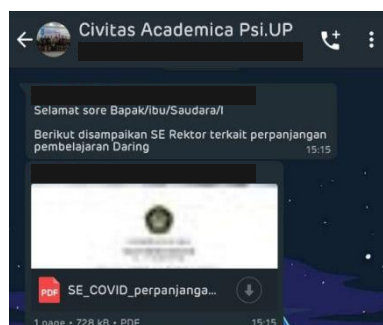 Civitas Academica Psi.UP
Selamat sore Bapak/ibu/Saudara/I
Berikut disampaikan SE Rektor terkait perpanjangan
pembelajaran Daring
15:15
PDF
SE_COVID_perpanjanga...
1 page • 728 kB • PDF
15:15